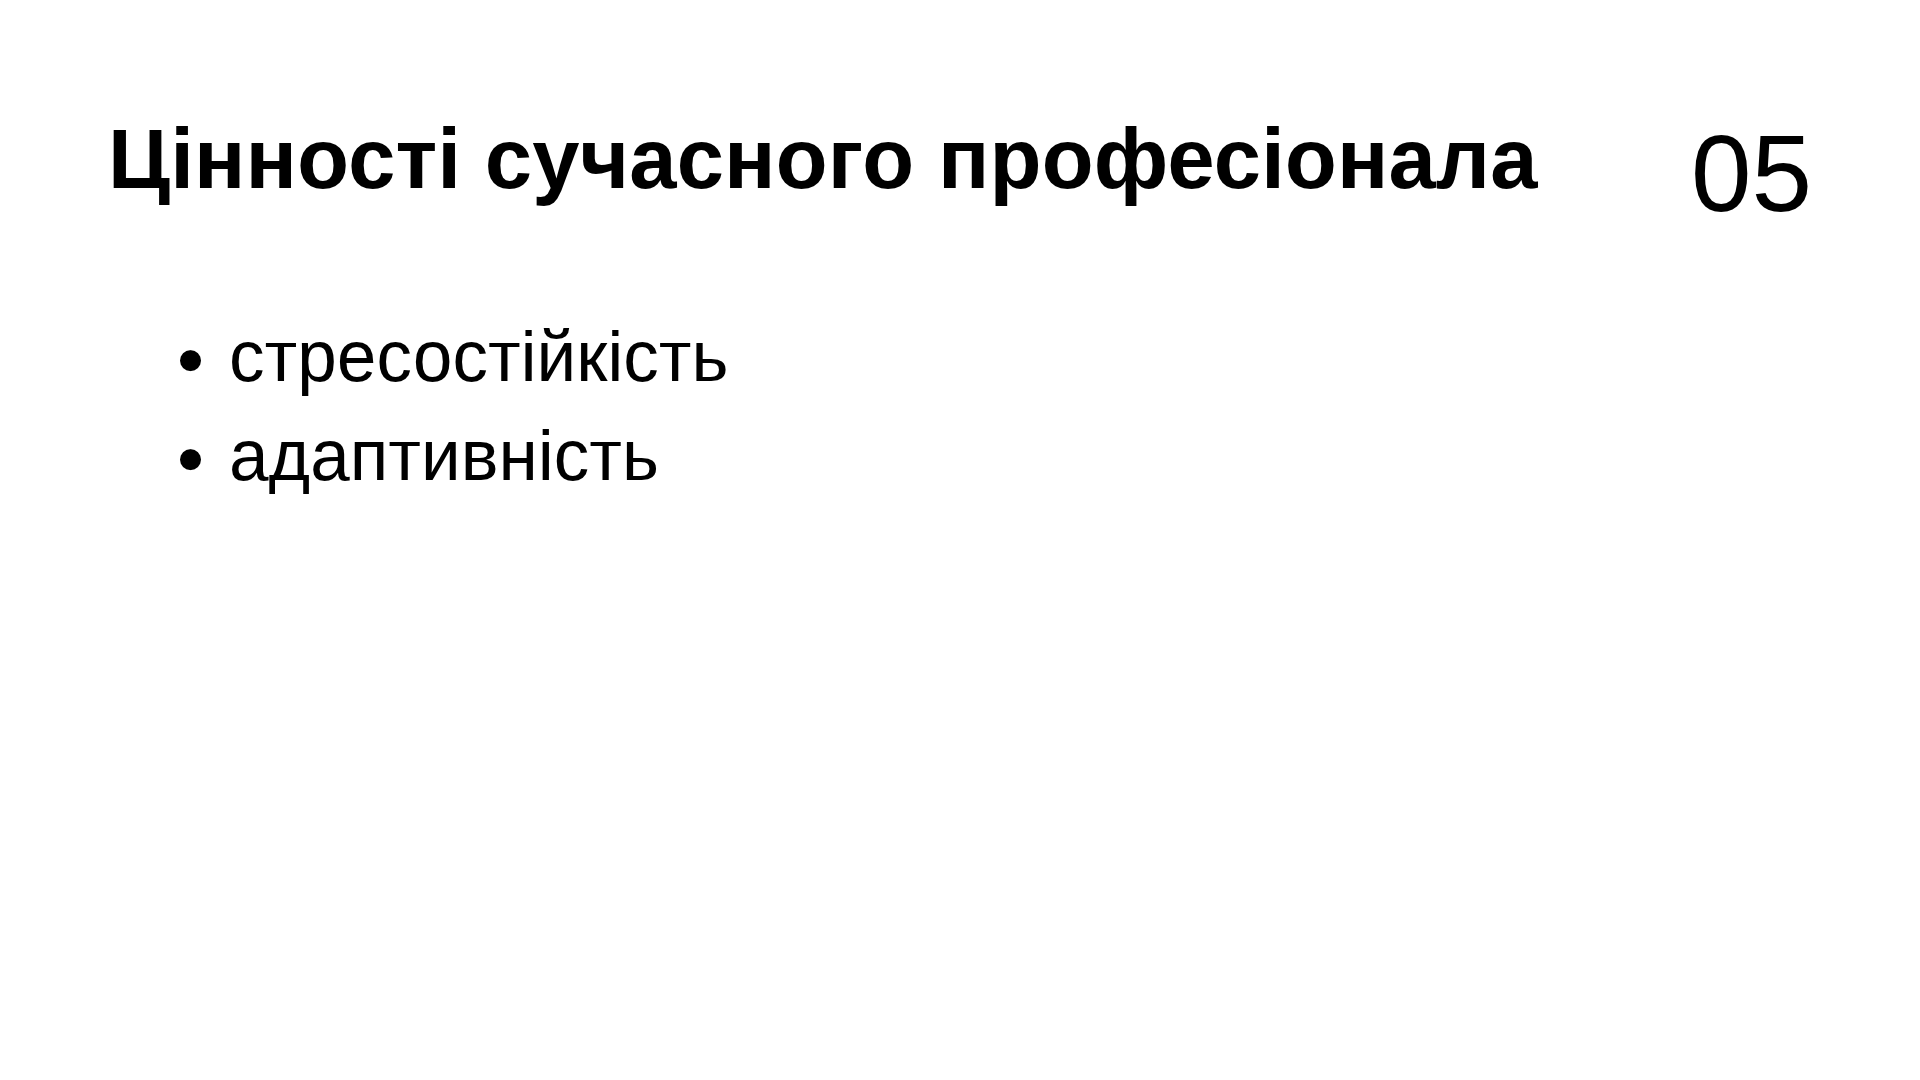 Цінності сучасного професіонала
05
• стресостійкість
• адаптивність